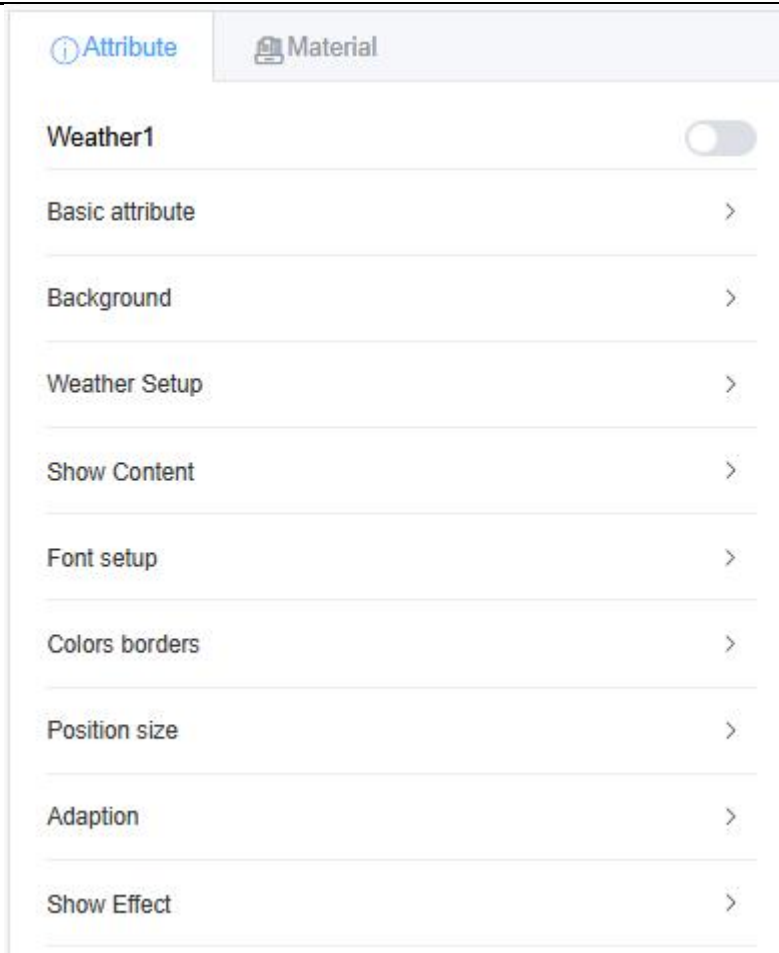 Attribute Material
Weather1
Basic attribute
Background
Weather Setup
Show Content
Font setup
Colors borders
Position size
Adaption
Show Effect